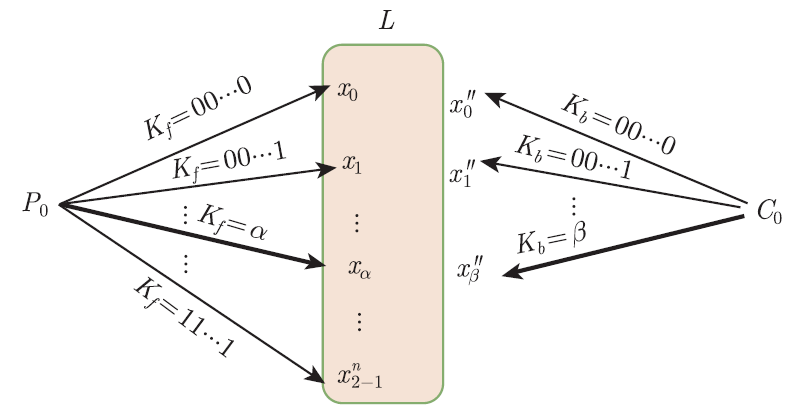 L
K_f=00⋯0
x_0
x_0″
K_b=00⋯0
K_f=00⋯1
x_1
x_1″
K_b=00⋯1
P_0
⋮
K_f=α
⋮
⋮
C_0
⋮
x_α
K_b=β
x_β″
K_f=11⋯1
⋮
x_{2−1}^n